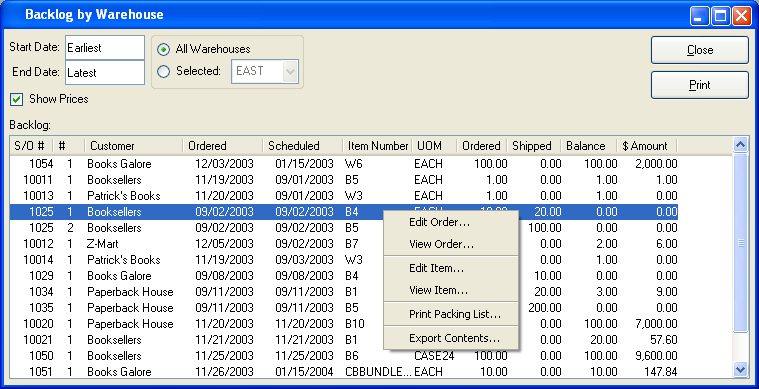 Backlog by Warehouse
Start Date: Earliest All Warehouses Close
End Date: Latest Selected: EAST Print
Show Prices
Backlog:
S/O # # Customer Ordered Scheduled Item Number UOM Ordered Shipped Balance $ Amount
1054 1 Books Galore 12/03/2003 01/15/2003 W6 EACH 100.00 0.00 100.00 2,000.00
10011 1 Booksellers 11/19/2003 09/01/2003 B5 EACH 1.00 0.00 1.00 1.00
10013 1 Patrick's Books 11/20/2003 09/01/2003 W3 EACH 1.00 0.00 1.00 0.00
1025 1 Booksellers 09/02/2003 09/02/2003 B4 EACH 10.00 20.00 0.00 0.00
1025 2 Booksellers 09/02/2003 09/02/2003 B5 100.00 0.00 0.00
10012 1 Z-Mart 12/05/2003 09/02/2003 B7 0.00 2.00 6.00
10014 1 Patrick's Books 11/20/2003 09/02/2003 W3 0.00 1.00 0.00
1029 1 Books Galore 09/08/2003 09/08/2003 B4 10.00 0.00 0.00
1034 1 Paperback House 09/11/2003 09/11/2003 B1 0.00 3.00 9.00
1035 1 Paperback House 09/11/2003 09/11/2003 B5 200.00 0.00 0.00
10020 1 Paperback House 11/20/2003 11/20/2003 B10 0.00 7,000.00
10021 1 Booksellers 11/20/2003 11/21/2003 B1 0.00 20.00 57.60
1050 1 Booksellers 11/25/2003 11/25/2003 B6 CASE24 100.00 0.00 100.00 9,600.00
1051 1 Books Galore 11/26/2003 11/25/2004 CBBUNDLE... EACH 10.00 0.00 10.00 147.84
Edit Order...
View Order...
Edit Item...
View Item...
Print Packing List...
Export Contents...